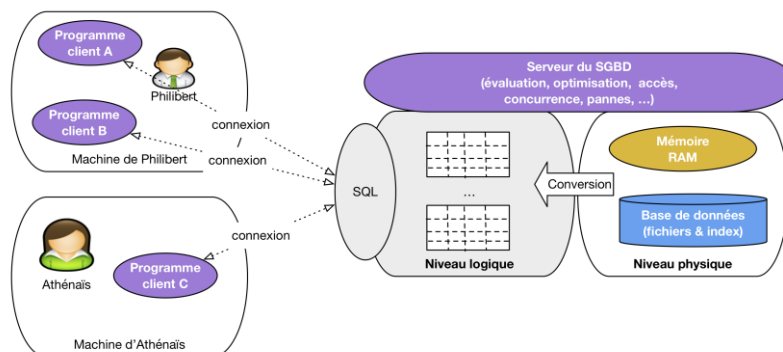 Programme
client A
Philibert
Programme
client B
Machine de Philibert
connexion
connexion
connexion
Athénaïs
Programme
client C
Machine d'Athénaïs
Serveur du SGBD
(évaluation, optimisation, accès,
concurrence, pannes, ...)
SQL
...
Niveau logique
Conversion
Mémoire
RAM
Base de données
(fichiers & index)
Niveau physique